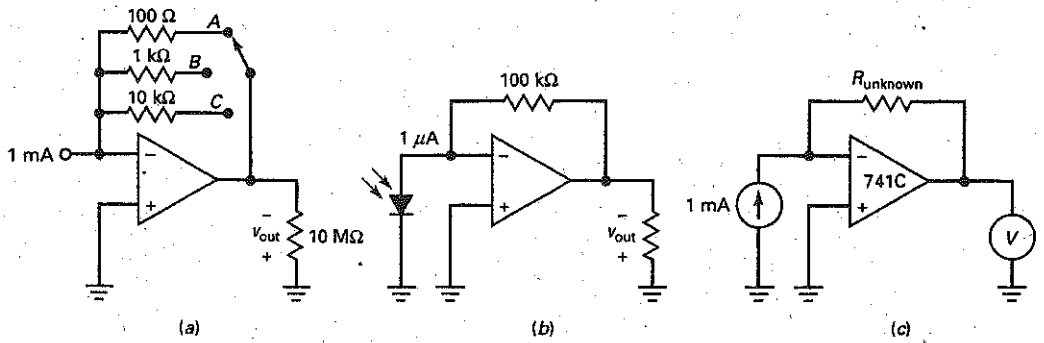 100 Ω
A
1 kΩ
B
10 kΩ
C
1 mA
−
+
−
v_out
+
10 MΩ
(a)
100 kΩ
1 μA
−
+
−
v_out
+
(b)
R_unknown
−
741C
+
1 mA
V
(c)